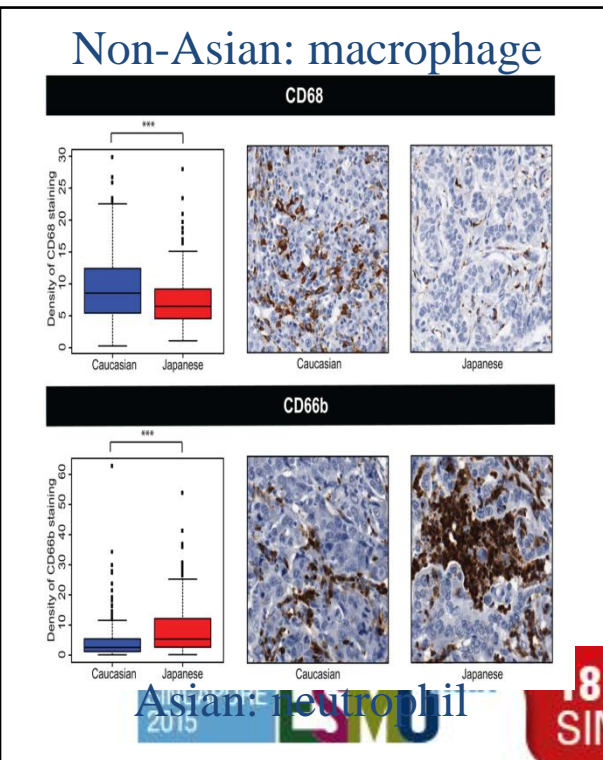 Non-Asian: macrophage
CD68
***
Density of CD68 staining
30
25
20
15
10
5
0
Caucasian
Japanese
Caucasian
Japanese
CD66b
***
Density of CD66b staining
60
50
40
30
20
10
0
Caucasian
Japanese
Caucasian
Japanese
Asian: neutrophil
2015
18
SIN